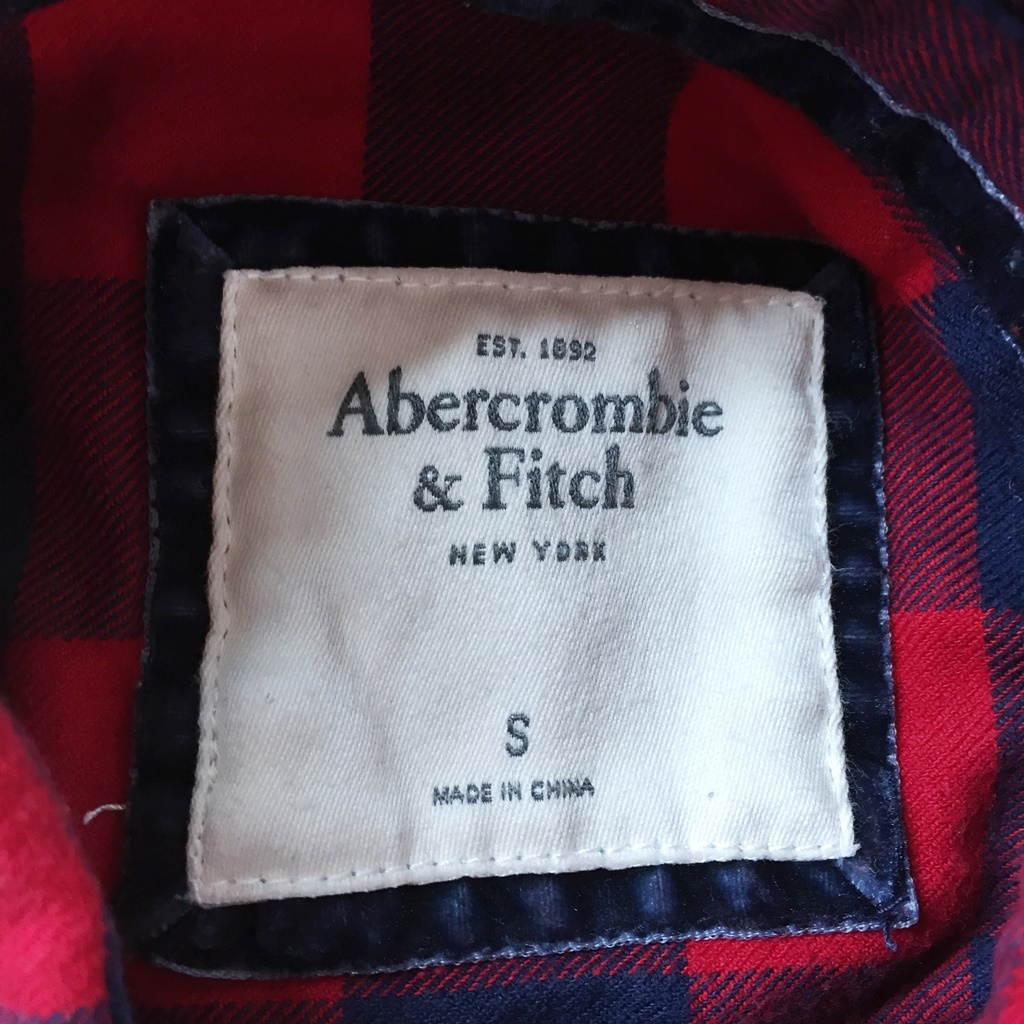 EST. 1892
Abercrombie
& Fitch
NEW YORK
S
MADE IN CHINA